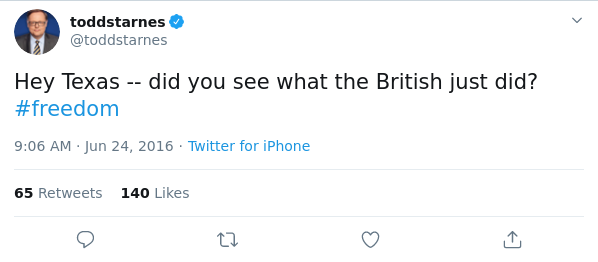 toddstarnes
@toddstarnes
Hey Texas -- did you see what the British just did?
#freedom
9:06 AM · Jun 24, 2016 · Twitter for iPhone
65 Retweets 140 Likes